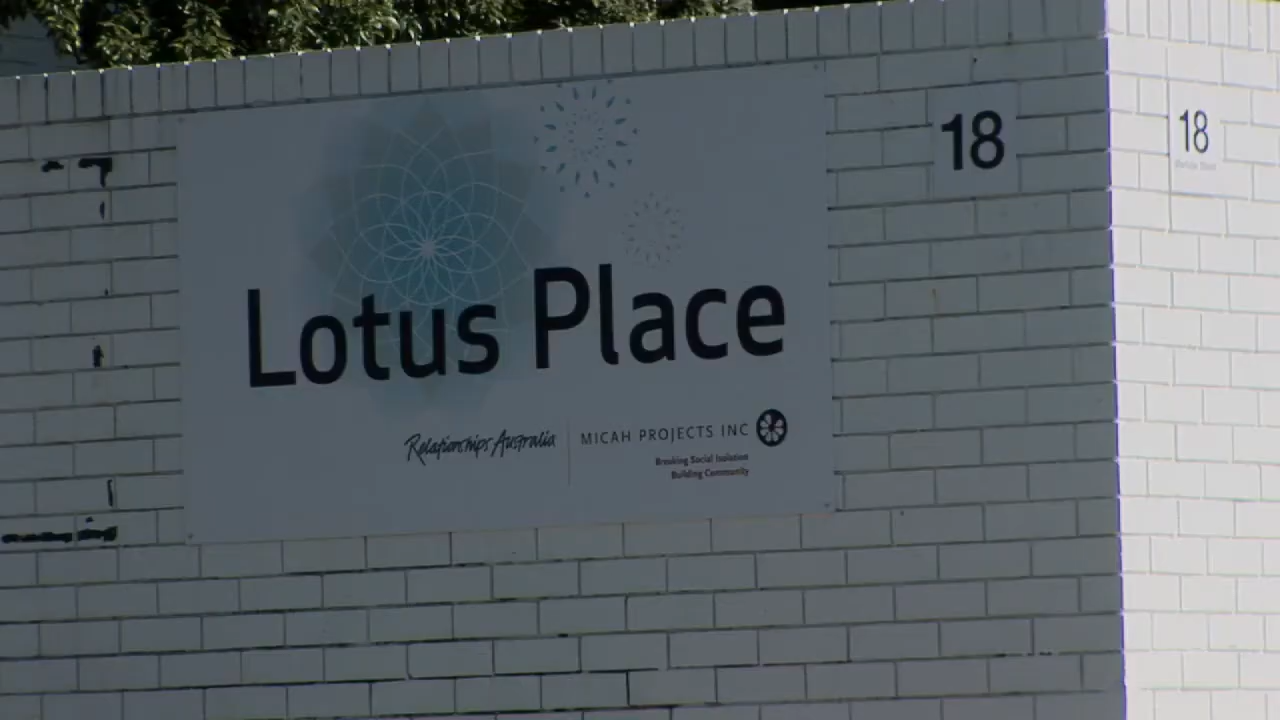 Lotus Place
Relationships Australia
MICAH PROJECTS INC
Breaking Social Isolation
Building Community
18
18